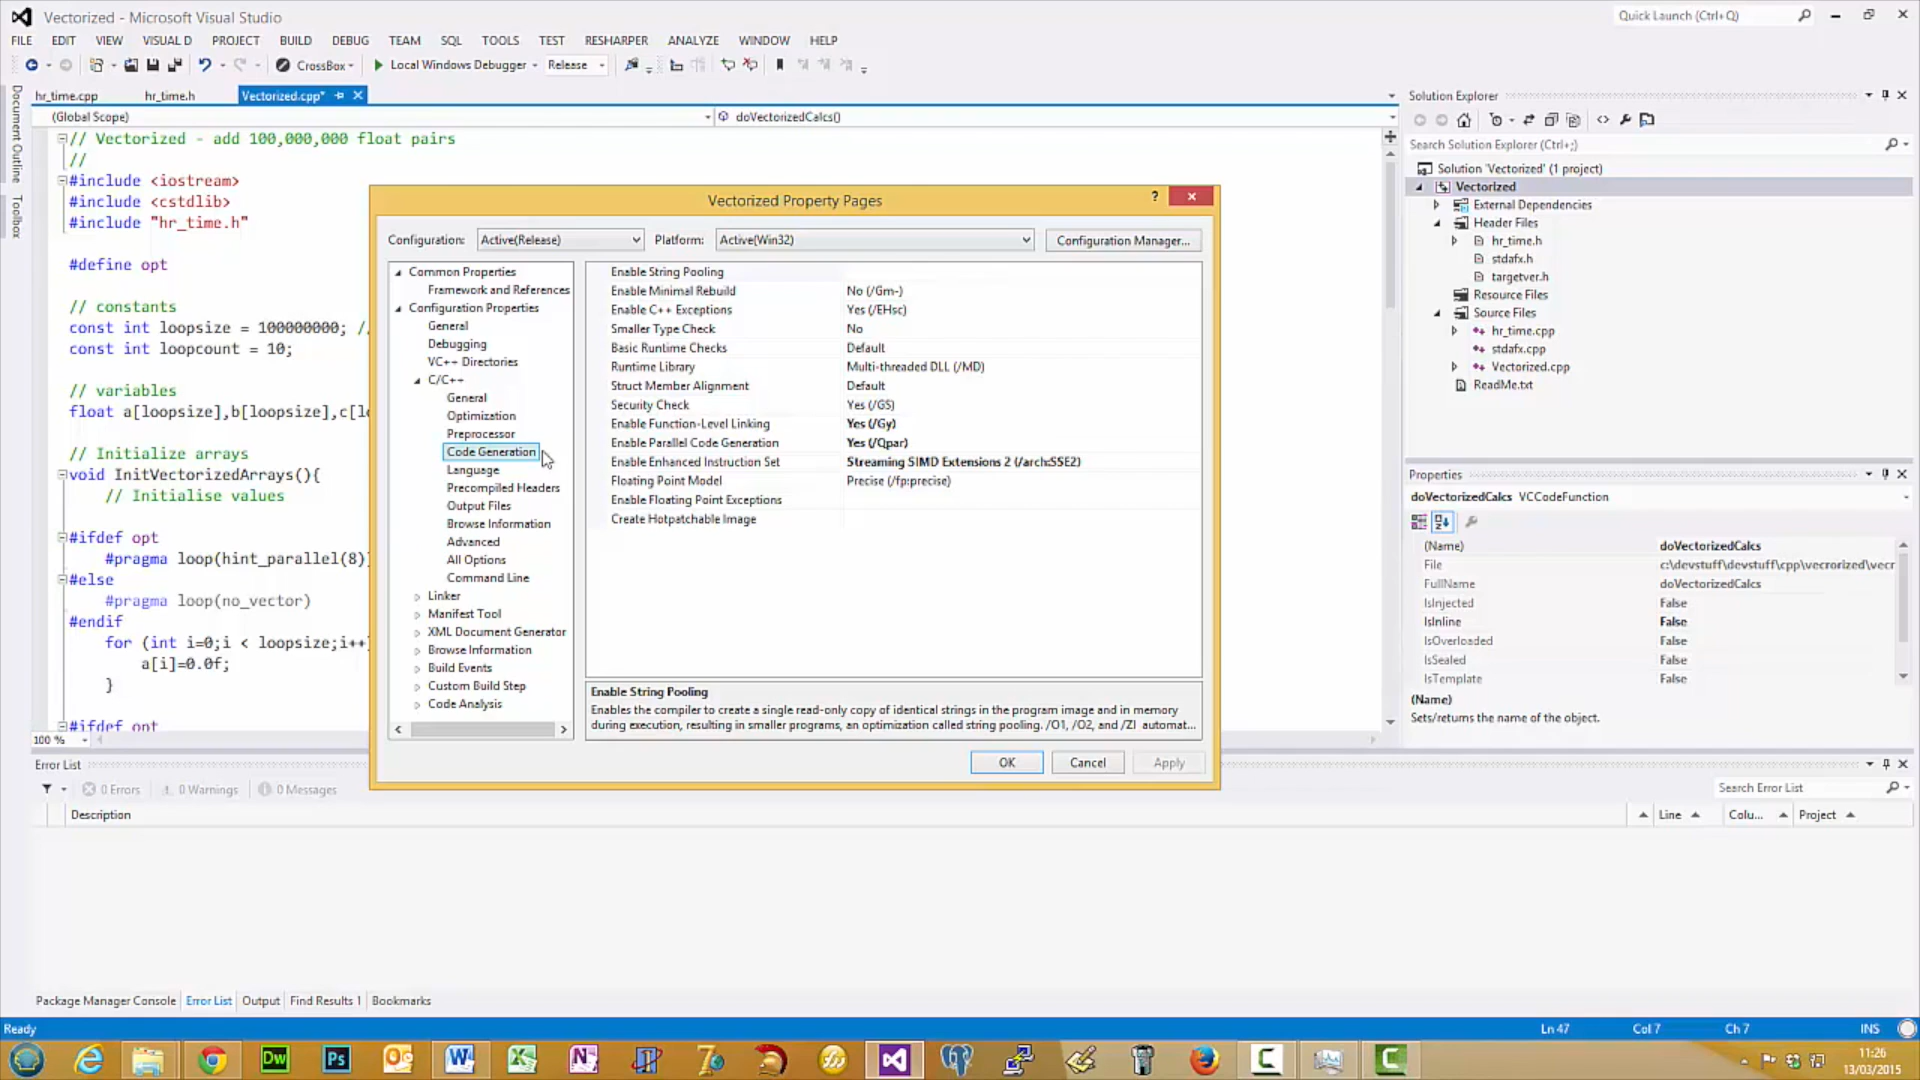 Vectorized - Microsoft Visual Studio
Quick Launch (Ctrl+Q)
FILE EDIT VIEW VISUAL D PROJECT BUILD DEBUG TEAM SQL TOOLS TEST RESHARPER ANALYZE WINDOW HELP
CrossBox Local Windows Debugger Release
hr_time.cpp hr_time.h Vectorized.cpp*
(Global Scope) doVectorizedCalcs()
Document Outline
Toolbox
// Vectorized - add 100,000,000 float pairs
//
#include <iostream>
#include <cstdlib>
#include "hr_time.h"
#define opt
// constants
const int loopsize = 100000000; /
const int loopcount = 10;
// variables
float a[loopsize],b[loopsize],c[lo
// Initialize arrays
void InitVectorizedArrays(){
// Initialise values
#ifdef opt
#pragma loop(hint_parallel(8)
#else
#pragma loop(no_vector)
#endif
for (int i=0;i < loopsize;i++
a[i]=0.0f;
}
#ifdef opt
100 %
Vectorized Property Pages
?
Configuration: Active(Release) Platform: Active(Win32) Configuration Manager...
Common Properties
Framework and References
Configuration Properties
General
Debugging
VC++ Directories
C/C++
General
Optimization
Preprocessor
Code Generation
Language
Precompiled Headers
Output Files
Browse Information
Advanced
All Options
Command Line
Linker
Manifest Tool
XML Document Generator
Browse Information
Build Events
Custom Build Step
Code Analysis
Enable String Pooling
Enable Minimal Rebuild No (/Gm-)
Enable C++ Exceptions Yes (/EHsc)
Smaller Type Check No
Basic Runtime Checks Default
Runtime Library Multi-threaded DLL (/MD)
Struct Member Alignment Default
Security Check Yes (/GS)
Enable Function-Level Linking Yes (/Gy)
Enable Parallel Code Generation Yes (/Qpar)
Enable Enhanced Instruction Set Streaming SIMD Extensions 2 (/arch:SSE2)
Floating Point Model Precise (/fp:precise)
Enable Floating Point Exceptions
Create Hotpatchable Image
Enable String Pooling
Enables the compiler to create a single read-only copy of identical strings in the program image and in memory
during execution, resulting in smaller programs, an optimization called string pooling. /O1, /O2, and /ZI automat...
OK Cancel Apply
Solution Explorer
Search Solution Explorer (Ctrl+;)
Solution 'Vectorized' (1 project)
Vectorized
External Dependencies
Header Files
hr_time.h
stdafx.h
targetver.h
Resource Files
Source Files
hr_time.cpp
stdafx.cpp
Vectorized.cpp
ReadMe.txt
Properties
doVectorizedCalcs VCCodeFunction
(Name) doVectorizedCalcs
File c:\devstuff\devstuff\cpp\vecrorized\vecr
FullName doVectorizedCalcs
IsInjected False
IsInline False
IsOverloaded False
IsSealed False
IsTemplate False
(Name)
Sets/returns the name of the object.
Error List
0 Errors 0 Warnings 0 Messages
Search Error List
Description Line Colu... Project
Package Manager Console Error List Output Find Results 1 Bookmarks
Ready Ln 47 Col 7 Ch 7 INS
Dw Ps
11:26
13/03/2015